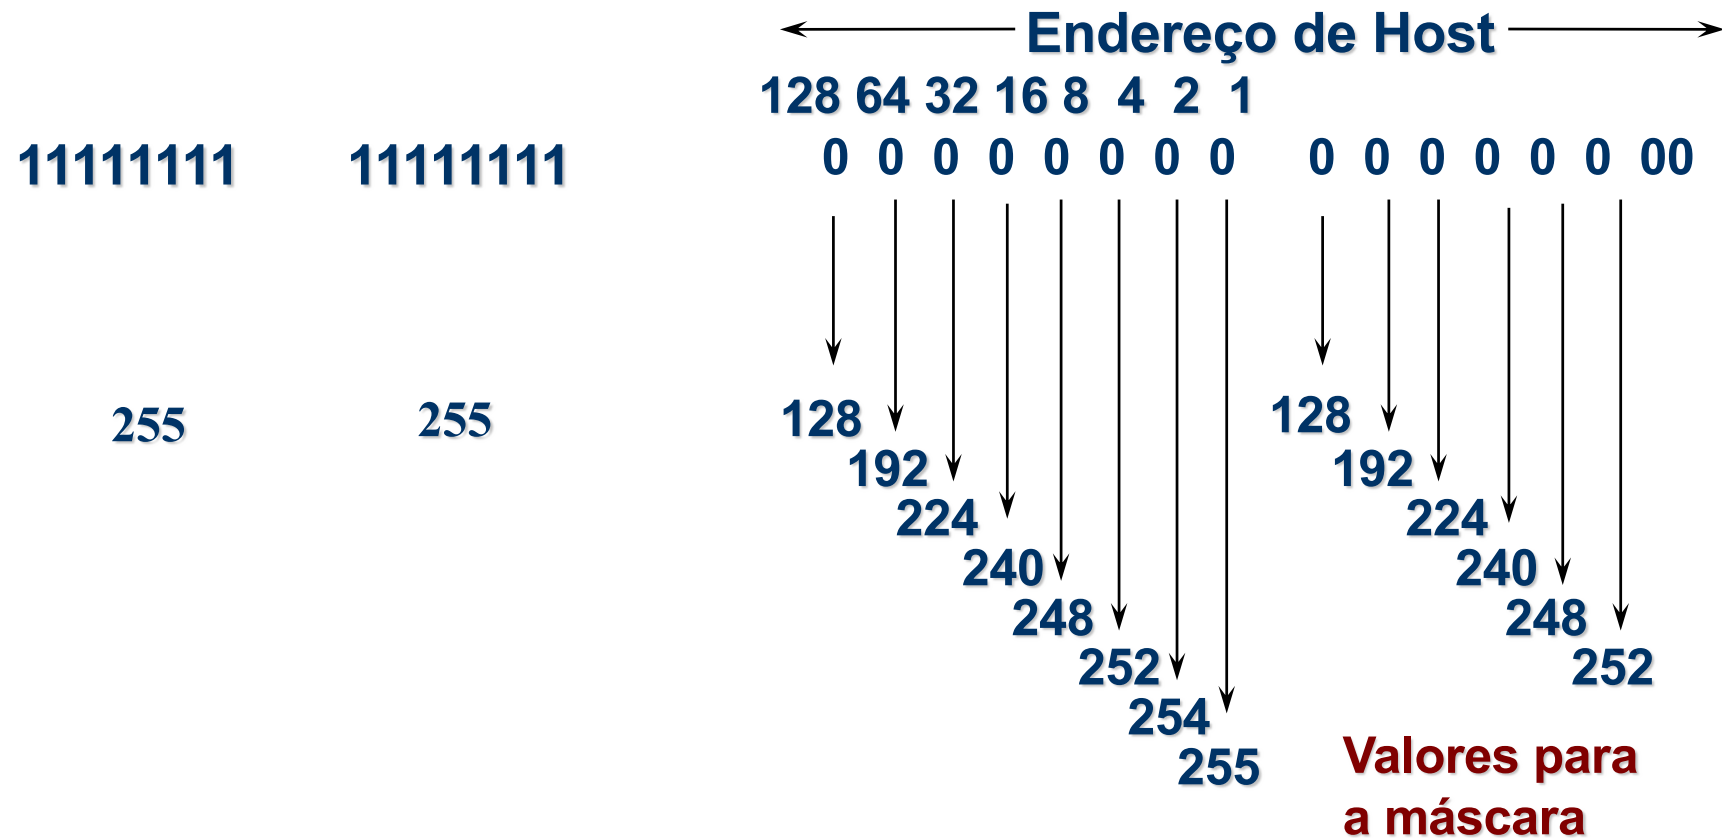 Endereço de Host
128 64 32 16 8 4 2 1
11111111 11111111 0 0 0 0 0 0 0 0 0 0 0 0 0 0 00
255 255 128 128
192 192
224 224
240 240
248 248
252 252
254
255
Valores para
a máscara